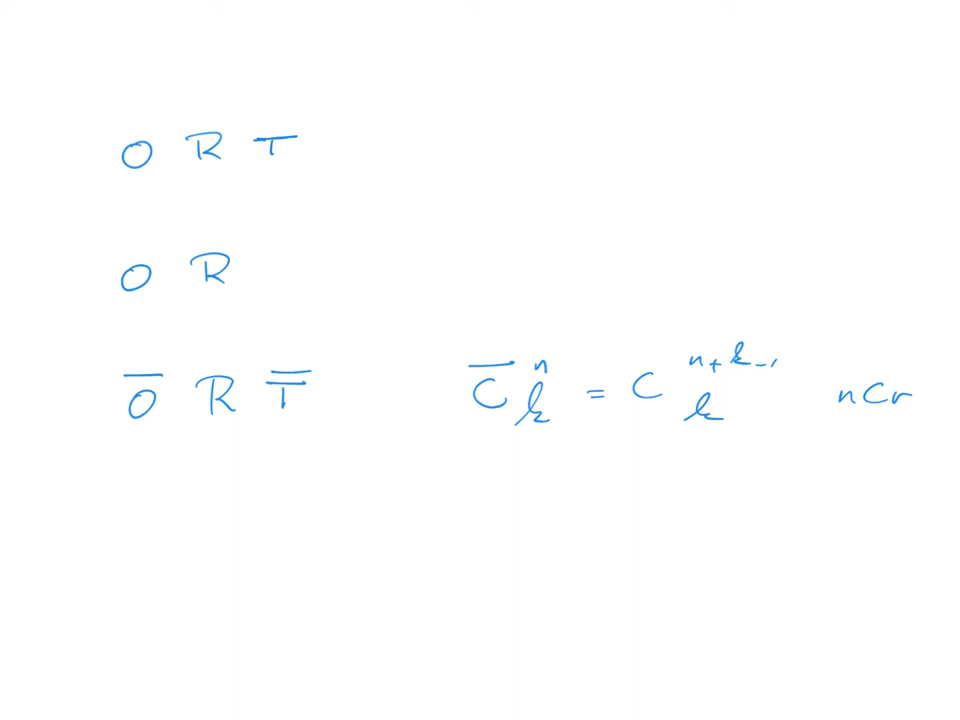 O R T
O R
O̅ R T̿ C̅ₖⁿ = Cₖⁿ⁺ᵏ⁻¹ nCr